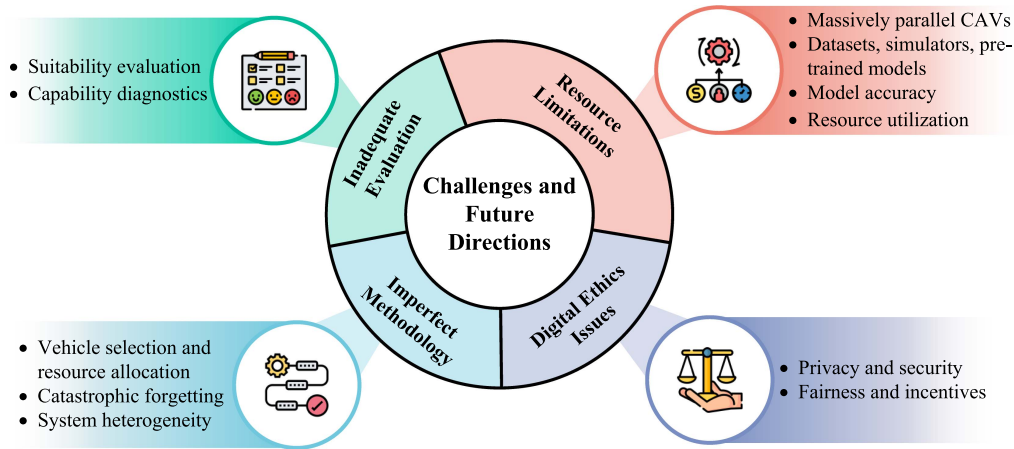 • Suitability evaluation
• Capability diagnostics
• Massively parallel CAVs
• Datasets, simulators, pre-
trained models
• Model accuracy
• Resource utilization
Inadequate
Evaluation
Resource
Limitations
Challenges and
Future
Directions
Imperfect
Methodology
Digital Ethics
Issues
• Vehicle selection and
resource allocation
• Catastrophic forgetting
• System heterogeneity
• Privacy and security
• Fairness and incentives
S